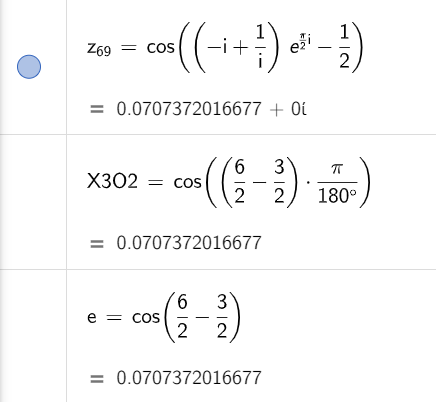 z₆₉ = cos((−i + 1/i) e^(π/2 i) − 1/2)
= 0.0707372016677 + 0ί
X3O2 = cos((6/2 − 3/2) · π/180°)
= 0.0707372016677
e = cos(6/2 − 3/2)
= 0.0707372016677